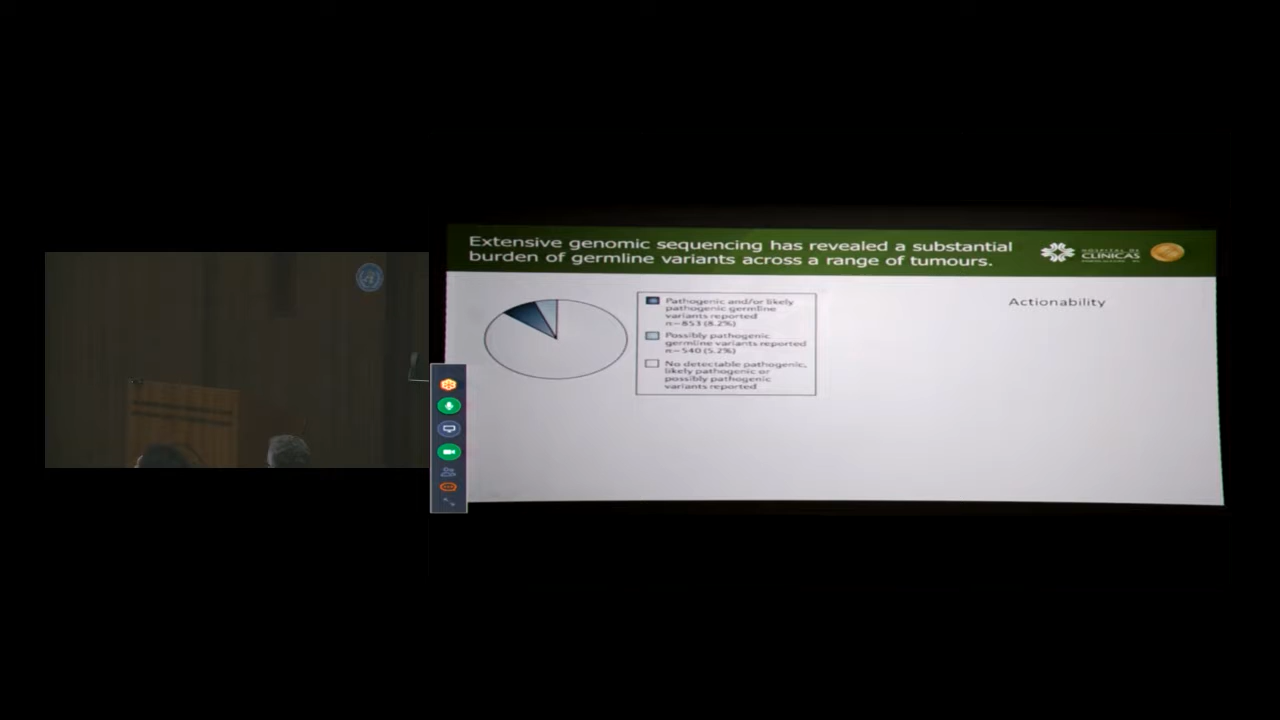 Extensive genomic sequencing has revealed a substantial
burden of germline variants across a range of tumours.
HOSPITAL DE
CLINICAS
Pathogenic and/or likely
pathogenic germline
variants reported
n=853 (8.2%)
Possibly pathogenic
germline variants reported
n=540 (5.2%)
No detectable pathogenic,
likely pathogenic or
possibly pathogenic
variants reported
Actionability